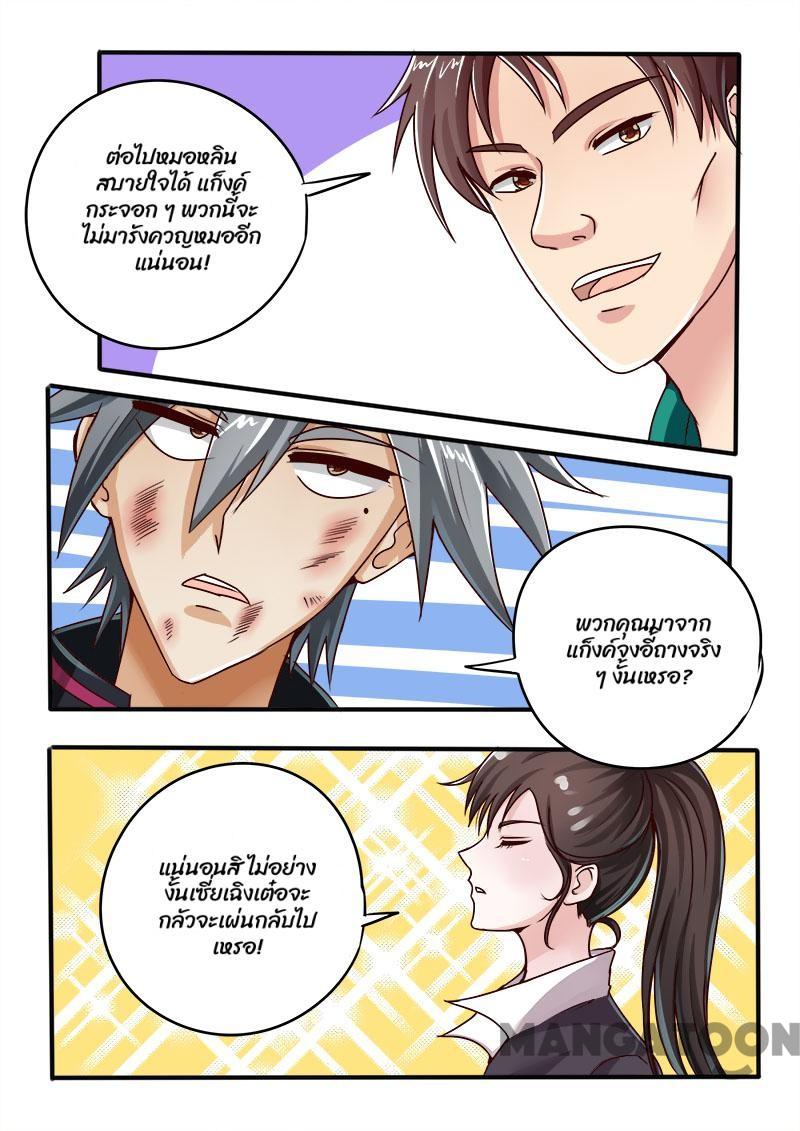 ต่อไปหมอหลิน
สบายใจได้ แก็งค์
กระจอก ๆ พวกนี้จะ
ไม่มารังควญหมออีก
แน่นอน!
พวกคุณมาจาก
แก็งค์จงอี้ถางจริง
ๆ งั้นเหรอ?
แน่นอนสิ ไม่อย่าง
งั้นเซี่ยเฉิงเต๋อจะ
กลัวจะเผ่นกลับไป
เหรอ!
MANGATOON